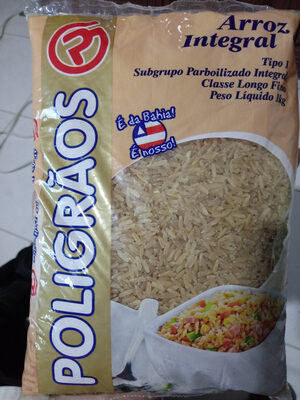 Arroz
Integral
Tipo 1
Subgrupo Parboilizado Integral
Classe Longo Fino
Peso Líquido 1kg
É da Bahia!
É nosso!
POLIGRÃOS